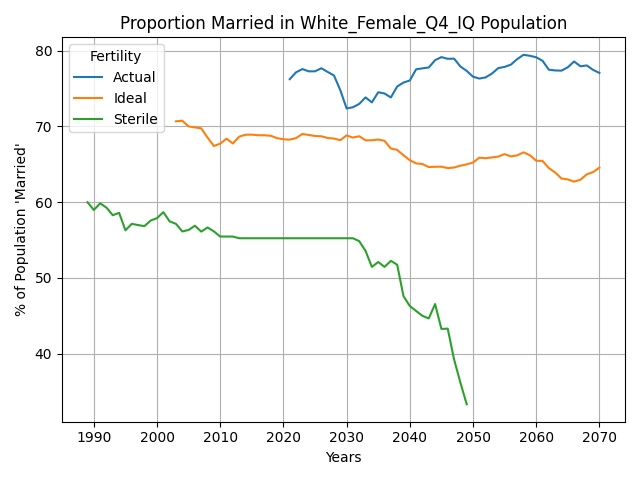 Proportion Married in White_Female_Q4_IQ Population
Fertility
Actual
Ideal
Sterile
% of Population 'Married'
80
70
60
50
40
1990 2000 2010 2020 2030 2040 2050 2060 2070
Years